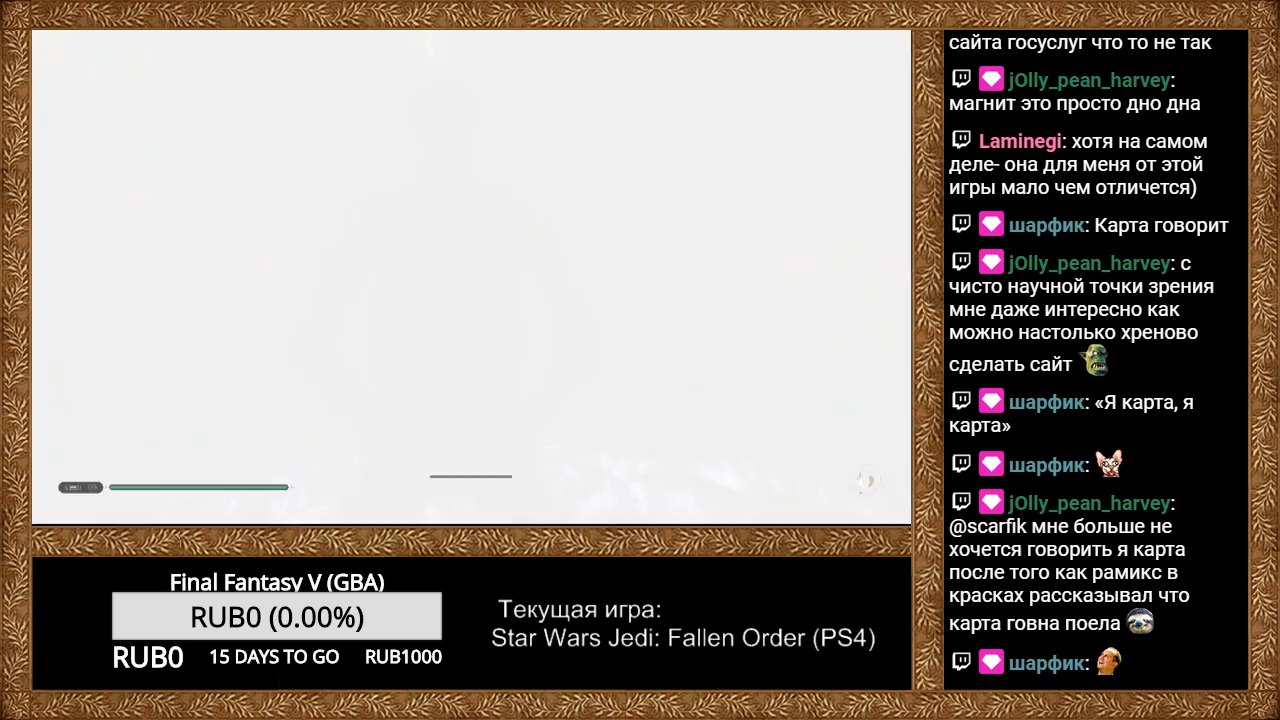 сайта госуслуг что то не так
jOlly_pean_harvey:
магнит это просто дно дна
Laminegi: хотя на самом
деле- она для меня от этой
игры мало чем отличется)
шарфик: Карта говорит
jOlly_pean_harvey: с
чисто научной точки зрения
мне даже интересно как
можно настолько хреново
сделать сайт
шарфик: «Я карта, я
карта»
шарфик:
jOlly_pean_harvey:
@scarfik мне больше не
хочется говорить я карта
после того как рамикс в
красках рассказывал что
карта говна поела
шарфик:
Final Fantasy V (GBA)
RUB0 (0.00%)
RUB0 15 DAYS TO GO RUB1000
Текущая игра:
Star Wars Jedi: Fallen Order (PS4)